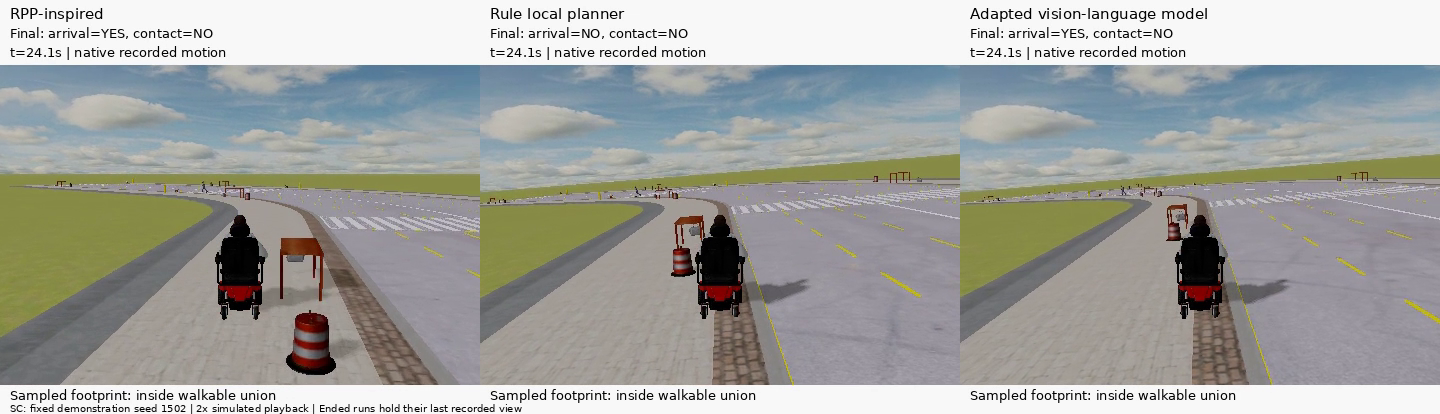 RPP-inspired
Final: arrival=YES, contact=NO
t=24.1s | native recorded motion
Rule local planner
Final: arrival=NO, contact=NO
t=24.1s | native recorded motion
Adapted vision-language model
Final: arrival=YES, contact=NO
t=24.1s | native recorded motion
Sampled footprint: inside walkable union
Sampled footprint: inside walkable union
Sampled footprint: inside walkable union
SC: fixed demonstration seed 1502 | 2x simulated playback | Ended runs hold their last recorded view